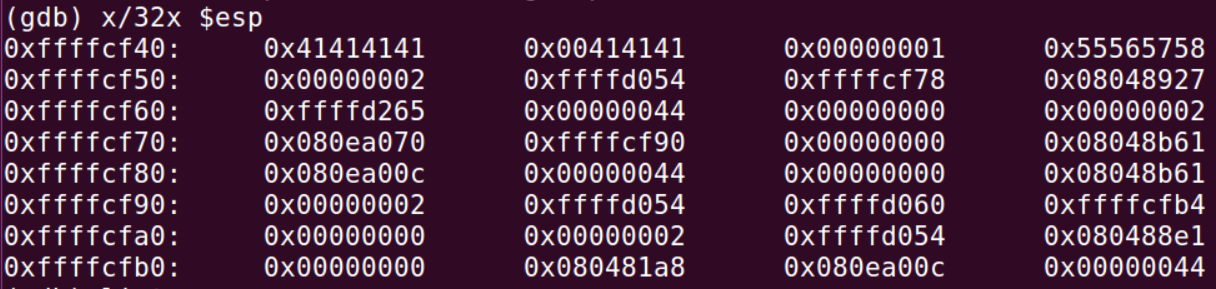 (gdb) x/32x $esp
0xffffcf40: 0x41414141 0x00414141 0x00000001 0x55565758
0xffffcf50: 0x00000002 0xffffd054 0xffffcf78 0x08048927
0xffffcf60: 0xffffd265 0x00000044 0x00000000 0x00000002
0xffffcf70: 0x080ea070 0xffffcf90 0x00000000 0x08048b61
0xffffcf80: 0x080ea00c 0x00000044 0x00000000 0x08048b61
0xffffcf90: 0x00000002 0xffffd054 0xffffd060 0xffffcfb4
0xffffcfa0: 0x00000000 0x00000002 0xffffd054 0x080488e1
0xffffcfb0: 0x00000000 0x080481a8 0x080ea00c 0x00000044